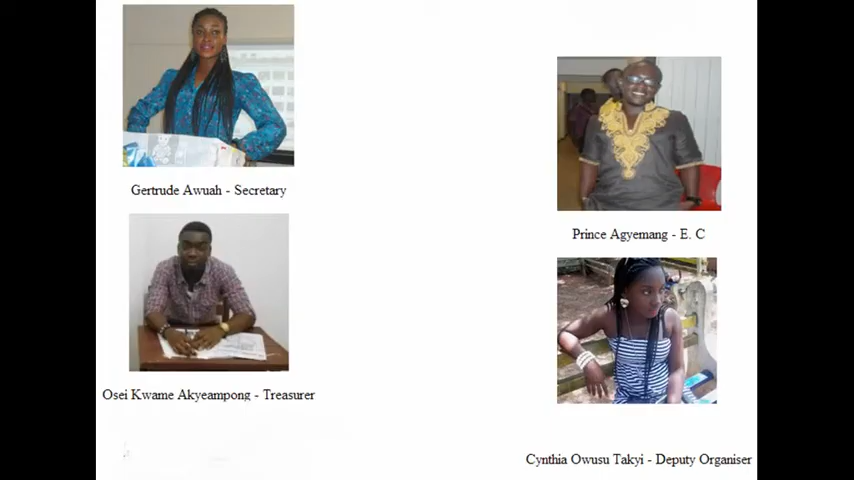 Gertrude Awuah - Secretary
Prince Agyemang - E. C
Osei Kwame Akyeampong - Treasurer
Cynthia Owusu Takyi - Deputy Organiser